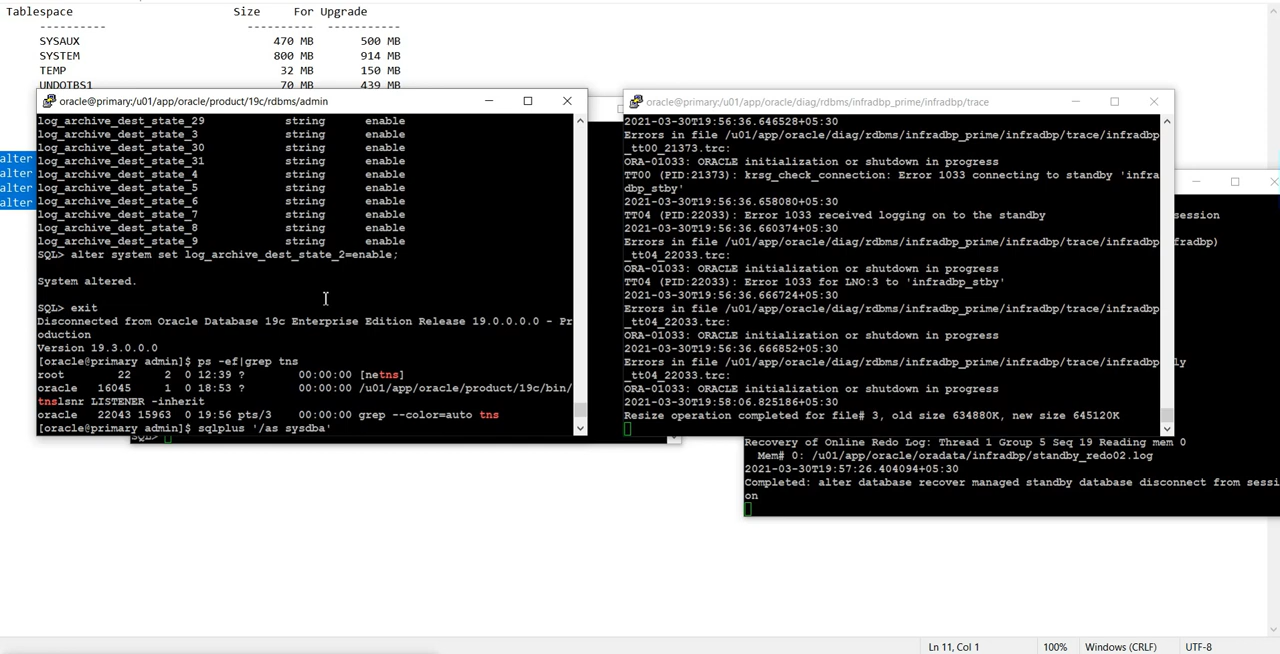 Tablespace Size For Upgrade
---------- ---------- -----------
SYSAUX 470 MB 500 MB
SYSTEM 800 MB 914 MB
TEMP 32 MB 150 MB
UNDOTBS1 70 MB 439 MB
alter
alter
alter
alter
oracle@primary:/u01/app/oracle/product/19c/rdbms/admin
log_archive_dest_state_29 string enable
log_archive_dest_state_3 string enable
log_archive_dest_state_30 string enable
log_archive_dest_state_31 string enable
log_archive_dest_state_4 string enable
log_archive_dest_state_5 string enable
log_archive_dest_state_6 string enable
log_archive_dest_state_7 string enable
log_archive_dest_state_8 string enable
log_archive_dest_state_9 string enable
SQL> alter system set log_archive_dest_state_2=enable;
System altered.
SQL> exit
Disconnected from Oracle Database 19c Enterprise Edition Release 19.0.0.0.0 - Pr
oduction
Version 19.3.0.0.0
[oracle@primary admin]$ ps -ef|grep tns
root 22 2 0 12:39 ? 00:00:00 [netns]
oracle 16045 1 0 18:53 ? 00:00:00 /u01/app/oracle/product/19c/bin/
tnslsnr LISTENER -inherit
oracle 22043 15963 0 19:56 pts/3 00:00:00 grep --color=auto tns
[oracle@primary admin]$ sqlplus '/as sysdba'
SQL>
oracle@primary:/u01/app/oracle/diag/rdbms/infradbp_prime/infradbp/trace
2021-03-30T19:56:36.646528+05:30
Errors in file /u01/app/oracle/diag/rdbms/infradbp_prime/infradbp/trace/infradbp
_tt00_21373.trc:
ORA-01033: ORACLE initialization or shutdown in progress
TT00 (PID:21373): krsg_check_connection: Error 1033 connecting to standby 'infra
dbp_stby'
2021-03-30T19:56:36.658080+05:30
TT04 (PID:22033): Error 1033 received logging on to the standby
2021-03-30T19:56:36.660374+05:30
Errors in file /u01/app/oracle/diag/rdbms/infradbp_prime/infradbp/trace/infradbp
_tt04_22033.trc:
ORA-01033: ORACLE initialization or shutdown in progress
TT04 (PID:22033): Error 1033 for LNO:3 to 'infradbp_stby'
2021-03-30T19:56:36.666724+05:30
Errors in file /u01/app/oracle/diag/rdbms/infradbp_prime/infradbp/trace/infradbp
_tt04_22033.trc:
ORA-01033: ORACLE initialization or shutdown in progress
2021-03-30T19:56:36.666852+05:30
Errors in file /u01/app/oracle/diag/rdbms/infradbp_prime/infradbp/trace/infradbp
_tt04_22033.trc:
ORA-01033: ORACLE initialization or shutdown in progress
2021-03-30T19:58:06.825186+05:30
Resize operation completed for file# 3, old size 634880K, new size 645120K
session
fradbp)
ly
Recovery of Online Redo Log: Thread 1 Group 5 Seq 19 Reading mem 0
Mem# 0: /u01/app/oracle/oradata/infradbp/standby_redo02.log
2021-03-30T19:57:26.404094+05:30
Completed: alter database recover managed standby database disconnect from sessi
on
Ln 11, Col 1 100% Windows (CRLF) UTF-8